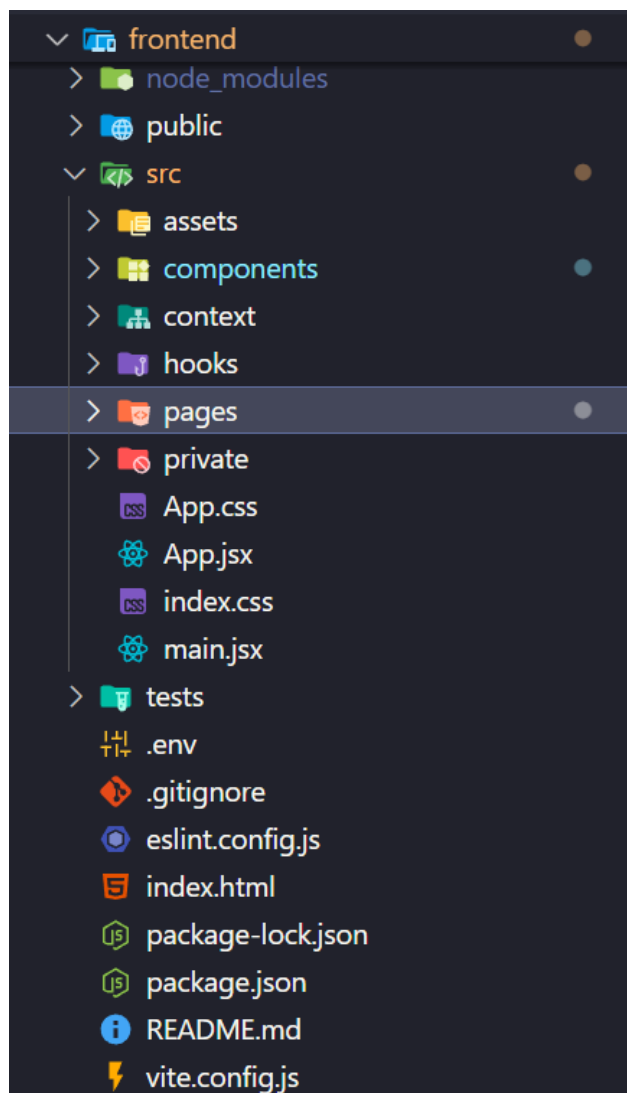 frontend
node_modules
public
src
assets
components
context
hooks
pages
private
App.css
App.jsx
index.css
main.jsx
tests
.env
.gitignore
eslint.config.js
index.html
package-lock.json
package.json
README.md
vite.config.js